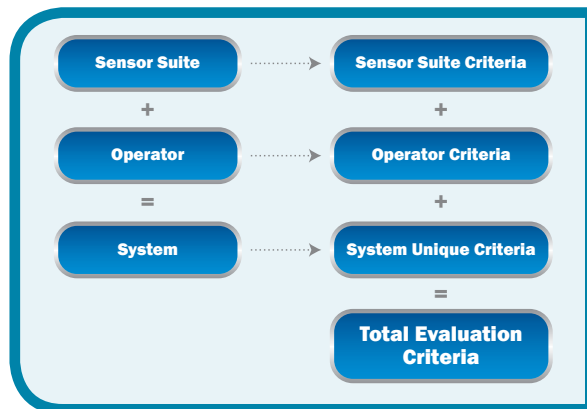 Sensor Suite
Sensor Suite Criteria
+
+
Operator
Operator Criteria
=
+
System
System Unique Criteria
=
Total Evaluation
Criteria